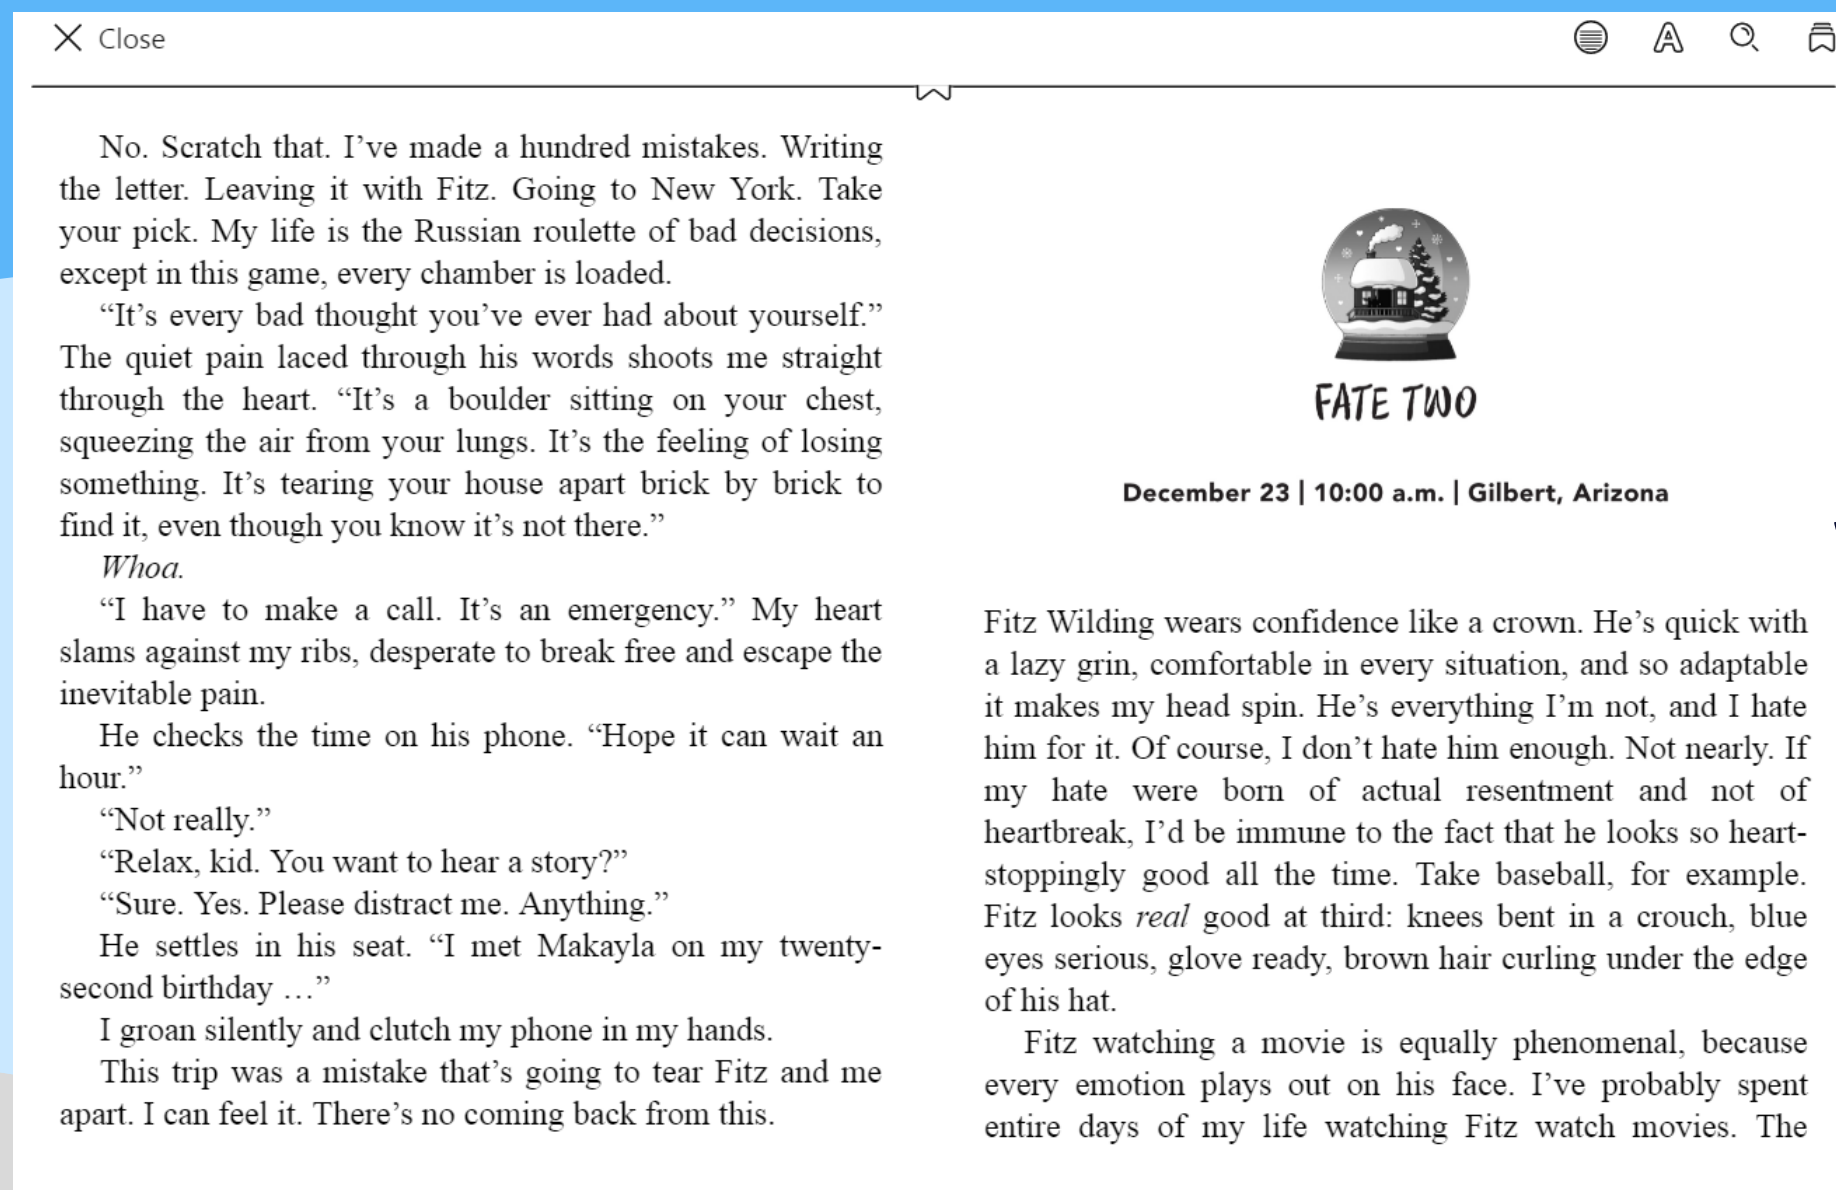 Close
No. Scratch that. I’ve made a hundred mistakes. Writing
the letter. Leaving it with Fitz. Going to New York. Take
your pick. My life is the Russian roulette of bad decisions,
except in this game, every chamber is loaded.
“It’s every bad thought you’ve ever had about yourself.”
The quiet pain laced through his words shoots me straight
through the heart. “It’s a boulder sitting on your chest,
squeezing the air from your lungs. It’s the feeling of losing
something. It’s tearing your house apart brick by brick to
find it, even though you know it’s not there.”
Whoa.
“I have to make a call. It’s an emergency.” My heart
slams against my ribs, desperate to break free and escape the
inevitable pain.
He checks the time on his phone. “Hope it can wait an
hour.”
“Not really.”
“Relax, kid. You want to hear a story?”
“Sure. Yes. Please distract me. Anything.”
He settles in his seat. “I met Makayla on my twenty-
second birthday …”
I groan silently and clutch my phone in my hands.
This trip was a mistake that’s going to tear Fitz and me
apart. I can feel it. There’s no coming back from this.
FATE TWO
December 23 | 10:00 a.m. | Gilbert, Arizona
Fitz Wilding wears confidence like a crown. He’s quick with
a lazy grin, comfortable in every situation, and so adaptable
it makes my head spin. He’s everything I’m not, and I hate
him for it. Of course, I don’t hate him enough. Not nearly. If
my hate were born of actual resentment and not of
heartbreak, I’d be immune to the fact that he looks so heart-
stoppingly good all the time. Take baseball, for example.
Fitz looks real good at third: knees bent in a crouch, blue
eyes serious, glove ready, brown hair curling under the edge
of his hat.
Fitz watching a movie is equally phenomenal, because
every emotion plays out on his face. I’ve probably spent
entire days of my life watching Fitz watch movies. The